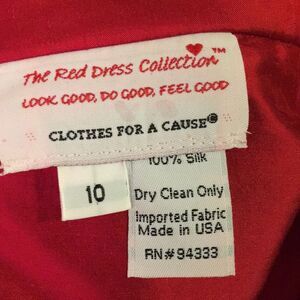 The Red Dress Collection™
LOOK GOOD, DO GOOD, FEEL GOOD
CLOTHES FOR A CAUSE©
100% Silk
10
Dry Clean Only
Imported Fabric
Made in USA
RN#94333